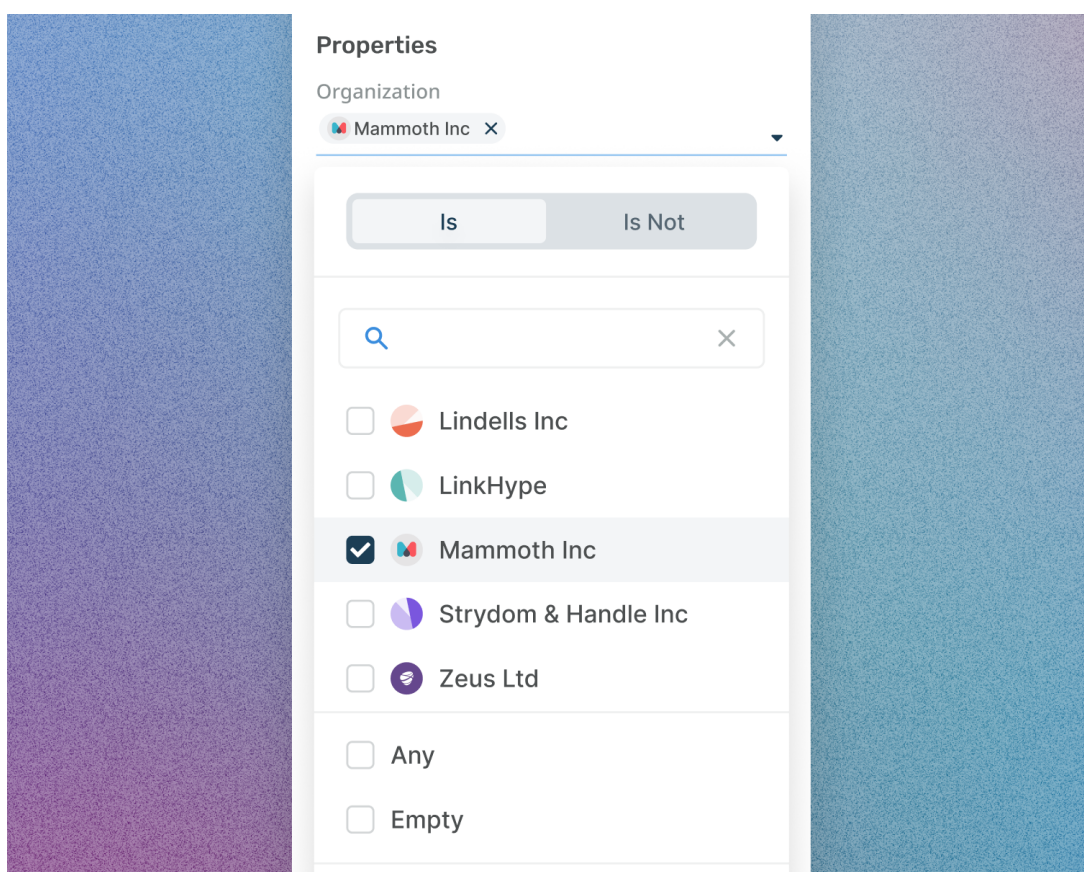 Properties
Organization
Mammoth Inc
Is Is Not
Lindells Inc
LinkHype
Mammoth Inc
Strydom & Handle Inc
Zeus Ltd
Any
Empty